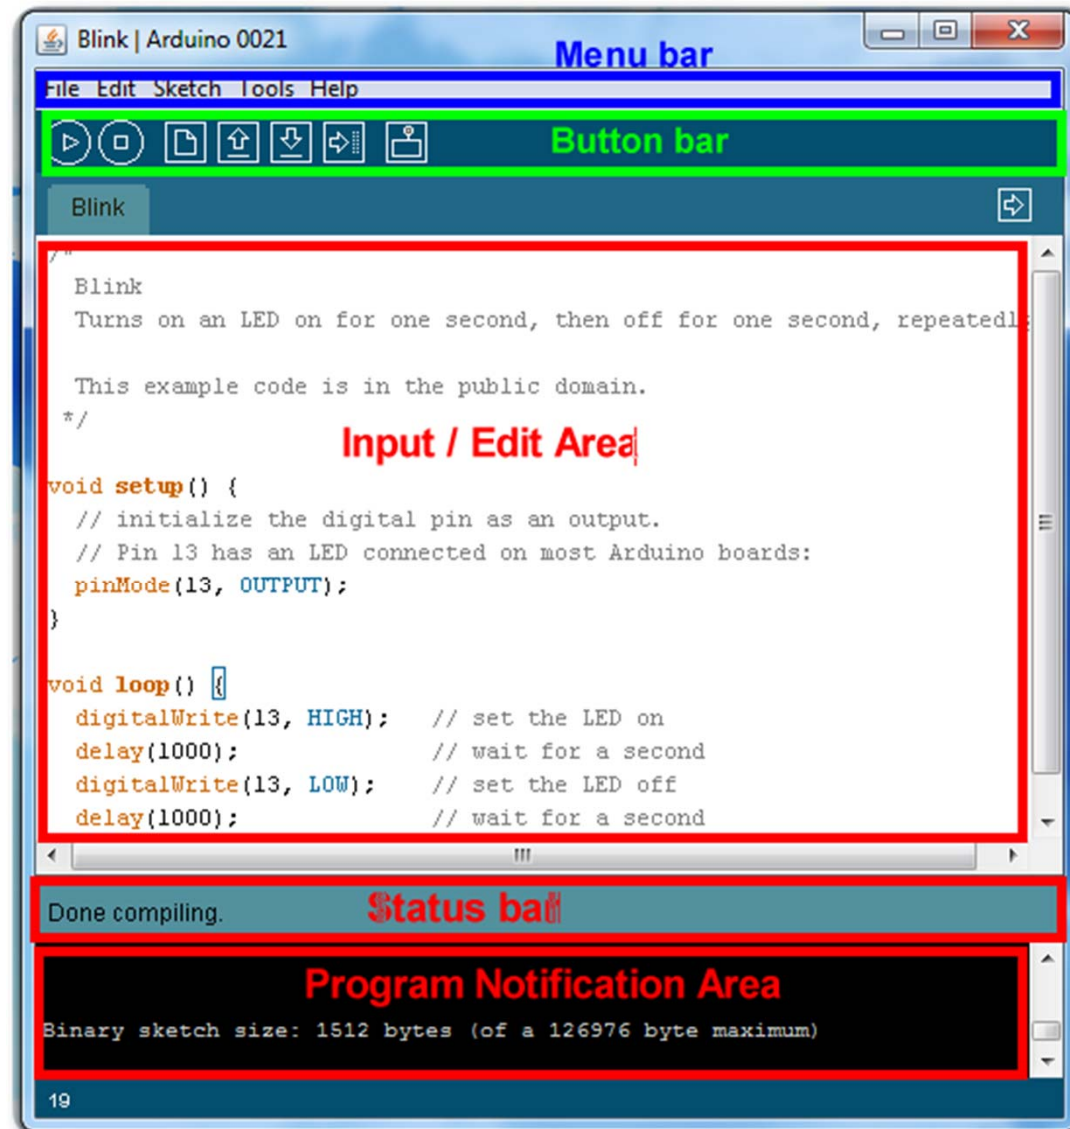 Blink | Arduino 0021
Menu bar
File Edit Sketch Tools Help
Button bar
Blink
/*
Blink
Turns on an LED on for one second, then off for one second, repeatedly
This example code is in the public domain.
*/
Input / Edit Area
void setup() {
// initialize the digital pin as an output.
// Pin 13 has an LED connected on most Arduino boards:
pinMode(13, OUTPUT);
}
void loop() {
digitalWrite(13, HIGH);   // set the LED on
delay(1000);              // wait for a second
digitalWrite(13, LOW);    // set the LED off
delay(1000);              // wait for a second
Done compiling.
Status bar
Program Notification Area
Binary sketch size: 1512 bytes (of a 126976 byte maximum)
19